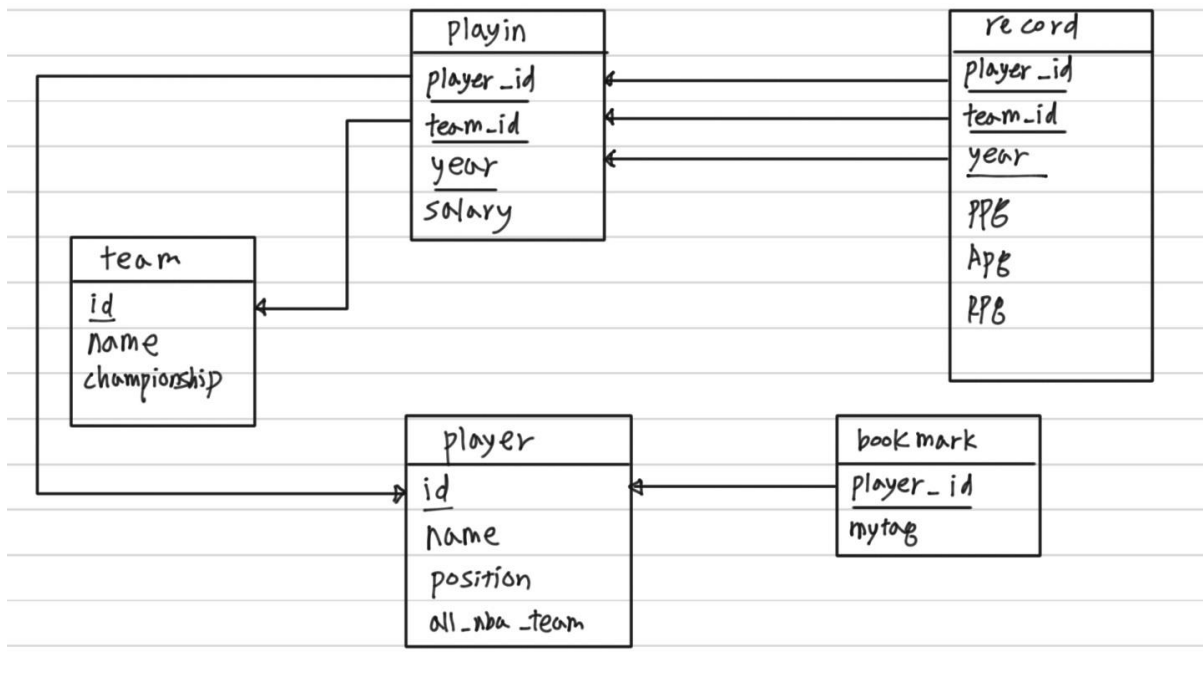 playin
player_id
team_id
year
salary
record
player_id
team_id
year
PPG
APG
RPG
team
id
name
championship
player
id
name
position
all_nba_team
bookmark
player_id
mytag